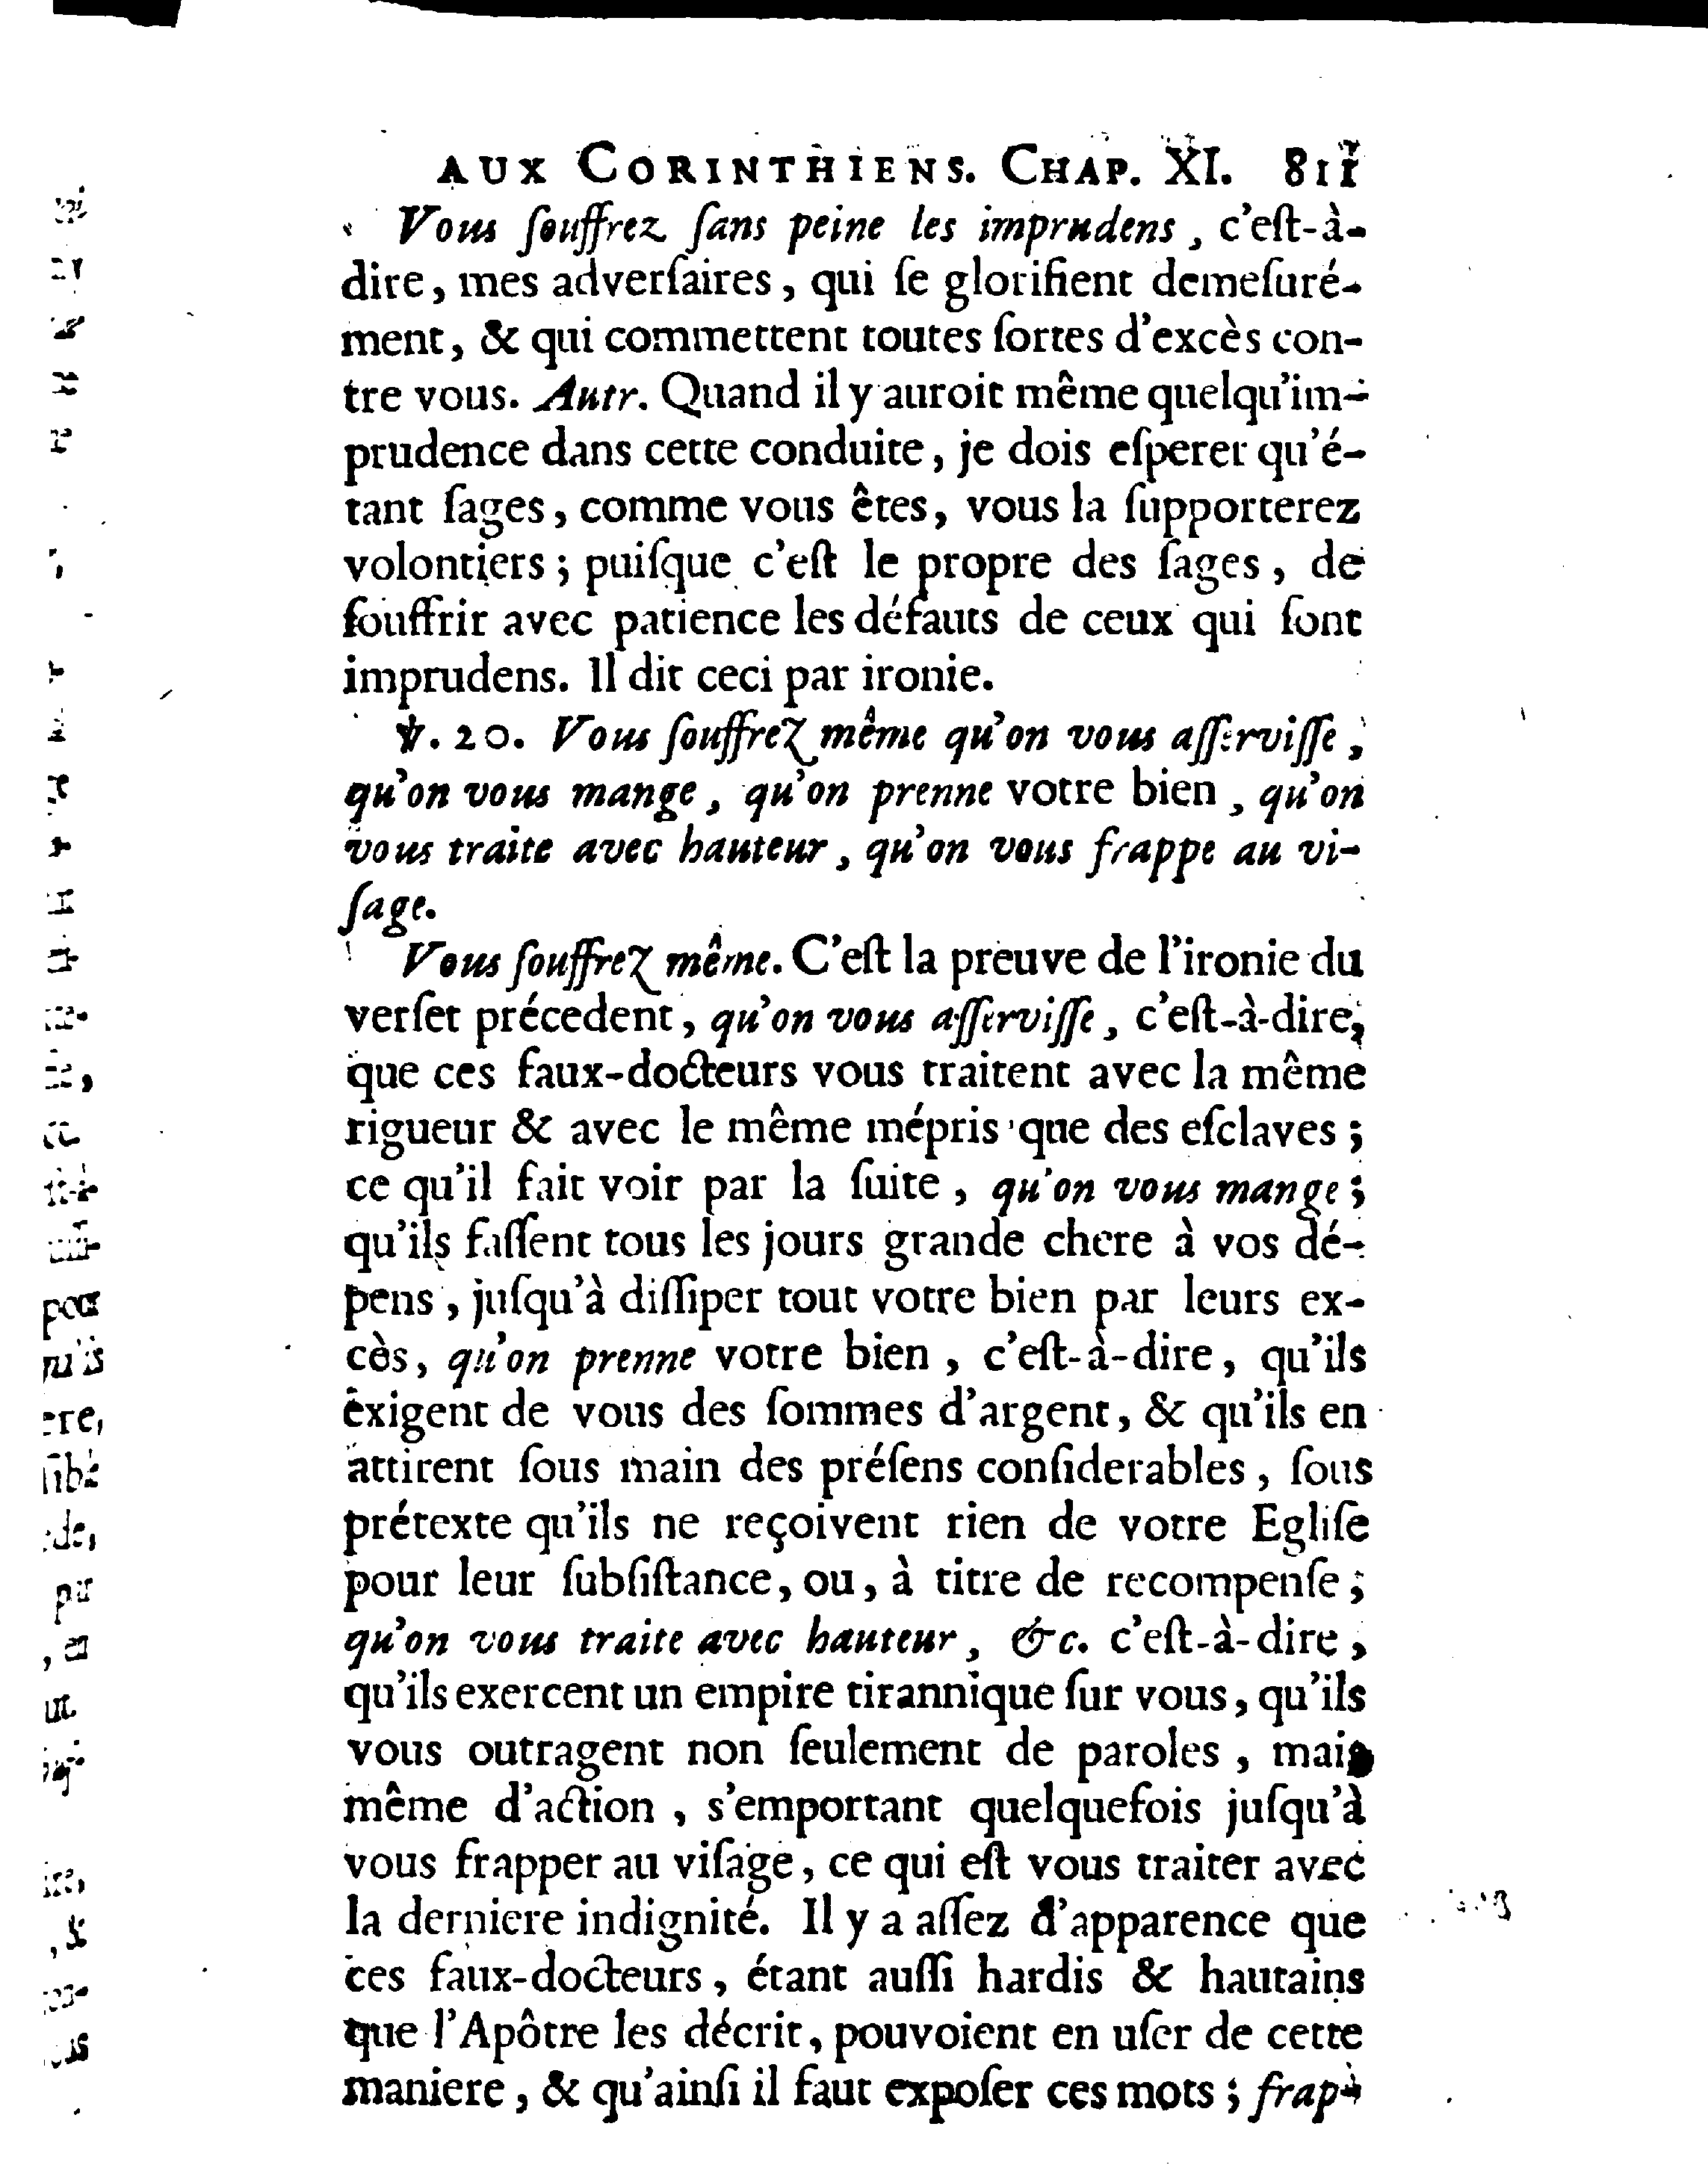 AUX CORINTHIENS. CHAP. XI. 811
Vous ſouffrez ſans peine les imprudens, c'eſt-à-
dire, mes adverſaires, qui ſe glorifient demeſuré-
ment, & qui commettent toutes ſortes d'excès con-
tre vous. Autr. Quand il y auroit même quelqu'im-
prudence dans cette conduite, je dois eſperer qu'é-
tant ſages, comme vous êtes, vous la ſupporterez
volontiers; puiſque c'eſt le propre des ſages, de
ſouffrir avec patience les défauts de ceux qui ſont
imprudens. Il dit ceci par ironie.
℣. 20. Vous ſouffrez même qu'on vous aſſerviſſe,
qu'on vous mange, qu'on prenne votre bien, qu'on
vous traite avec hauteur, qu'on vous frappe au vi-
ſage.
Vous ſouffrez même. C'eſt la preuve de l'ironie du
verſet précedent, qu'on vous aſſerviſſe, c'eſt-à-dire,
que ces faux-docteurs vous traitent avec la même
rigueur & avec le même mépris que des eſclaves;
ce qu'il fait voir par la ſuite, qu'on vous mange;
qu'ils faſſent tous les jours grande chere à vos dé-
pens, juſqu'à diſſiper tout votre bien par leurs ex-
cès, qu'on prenne votre bien, c'eſt-à-dire, qu'ils
exigent de vous des ſommes d'argent, & qu'ils en
attirent ſous main des préſens conſiderables, ſous
prétexte qu'ils ne reçoivent rien de votre Egliſe
pour leur ſubſiſtance, ou, à titre de recompenſe;
qu'on vous traite avec hauteur, &c. c'eſt-à-dire,
qu'ils exercent un empire tirannique ſur vous, qu'ils
vous outragent non ſeulement de paroles, mais
même d'action, s'emportant quelquefois juſqu'à
vous frapper au viſage, ce qui eſt vous traiter avec
la derniere indignité. Il y a aſſez d'apparence que
ces faux-docteurs, étant auſſi hardis & hautains
que l'Apôtre les décrit, pouvoient en uſer de cette
maniere, & qu'ainſi il faut expoſer ces mots; frap-